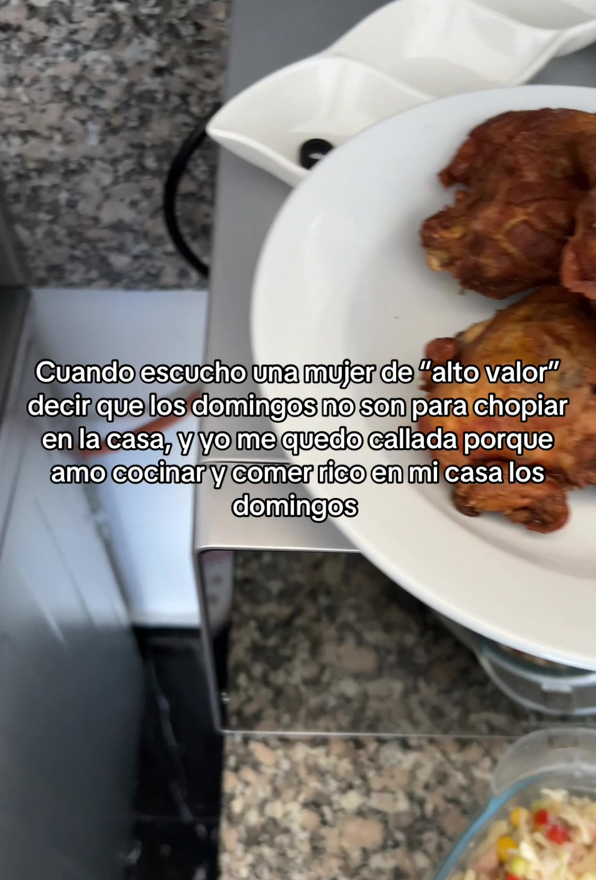 Cuando escucho una mujer de “alto valor”
decir que los domingos no son para chopiar
en la casa, y yo me quedo callada porque
amo cocinar y comer rico en mi casa los
domingos